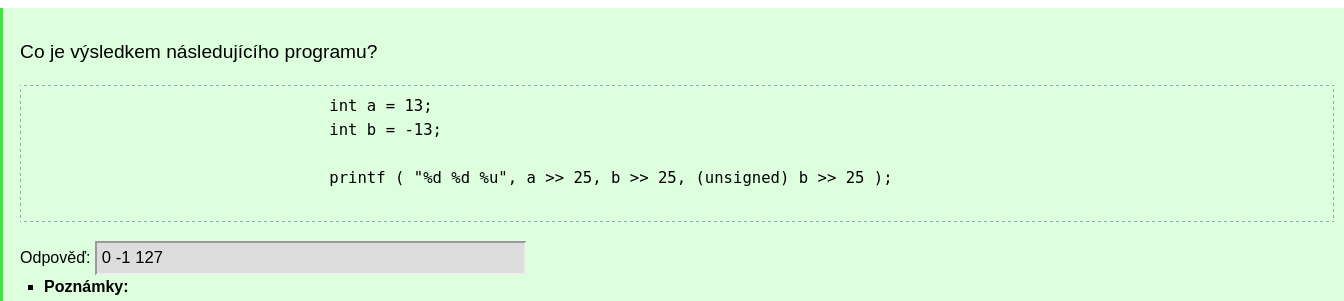 Co je výsledkem následujícího programu?
int a = 13;
int b = -13;
printf ( "%d %d %u", a >> 25, b >> 25, (unsigned) b >> 25 );
Odpověď: 0 -1 127
Poznámky: